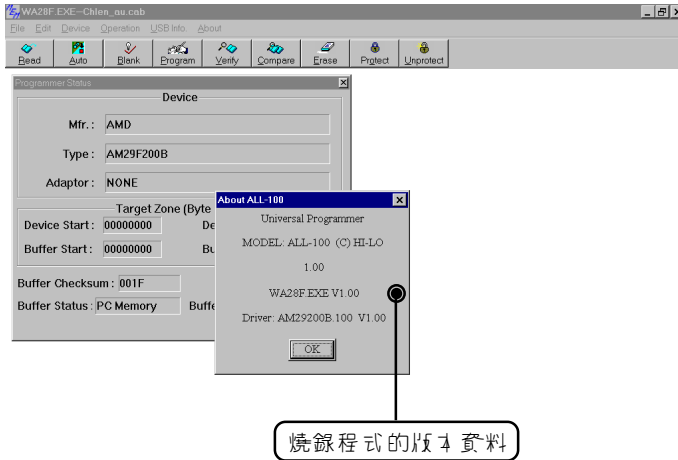 WA28F.EXE-Chlen_au.cab
File Edit Device Operation USB Info. About
Read Auto Blank Program Verify Compare Erase Protect Unprotect
Programmer Status
Device
Mfr. : AMD
Type : AM29F200B
Adaptor : NONE
Target Zone (Byte
Device Start : 00000000 De
Buffer Start : 00000000 Bu
Buffer Checksum : 001F
Buffer Status : PC Memory Buffe
About ALL-100
Universal Programmer
MODEL: ALL-100 (C) HI-LO
1.00
WA28F.EXE V1.00
Driver: AM29200B.100 V1.00
OK
燒錄程式的版本資料